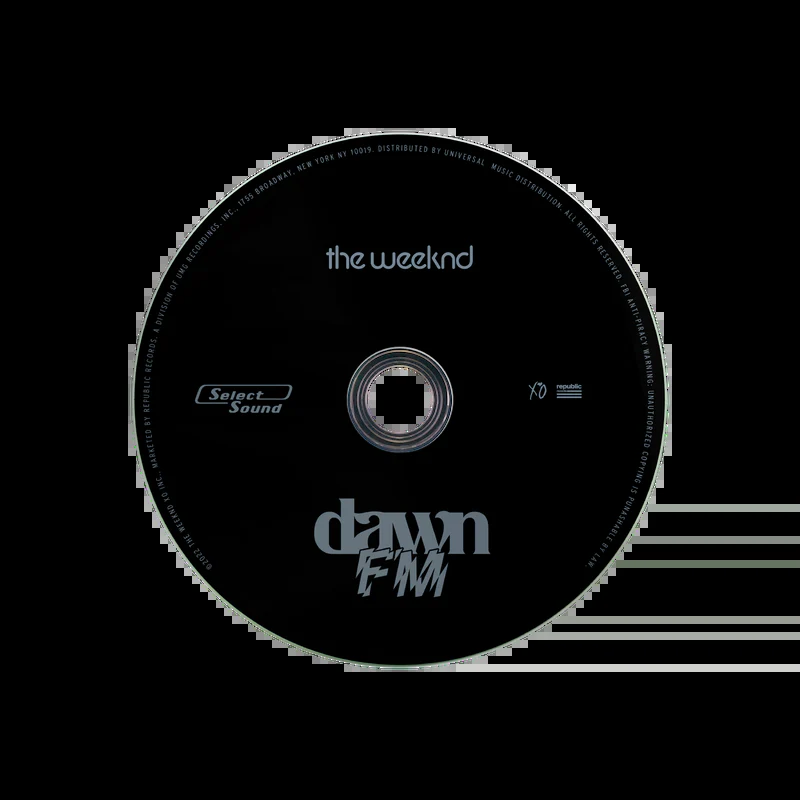 ©2022 THE WEEKND XO INC., MARKETED BY REPUBLIC RECORDS, A DIVISION OF UMG RECORDINGS, INC., 1755 BROADWAY, NEW YORK NY 10019. DISTRIBUTED BY UNIVERSAL MUSIC DISTRIBUTION. ALL RIGHTS RESERVED. FBI ANTI-PIRACY WARNING: UNAUTHORIZED COPYING IS PUNASHABLE BY LAW.
the weeknd
Select
Sound
XO
republic
dawn
FM